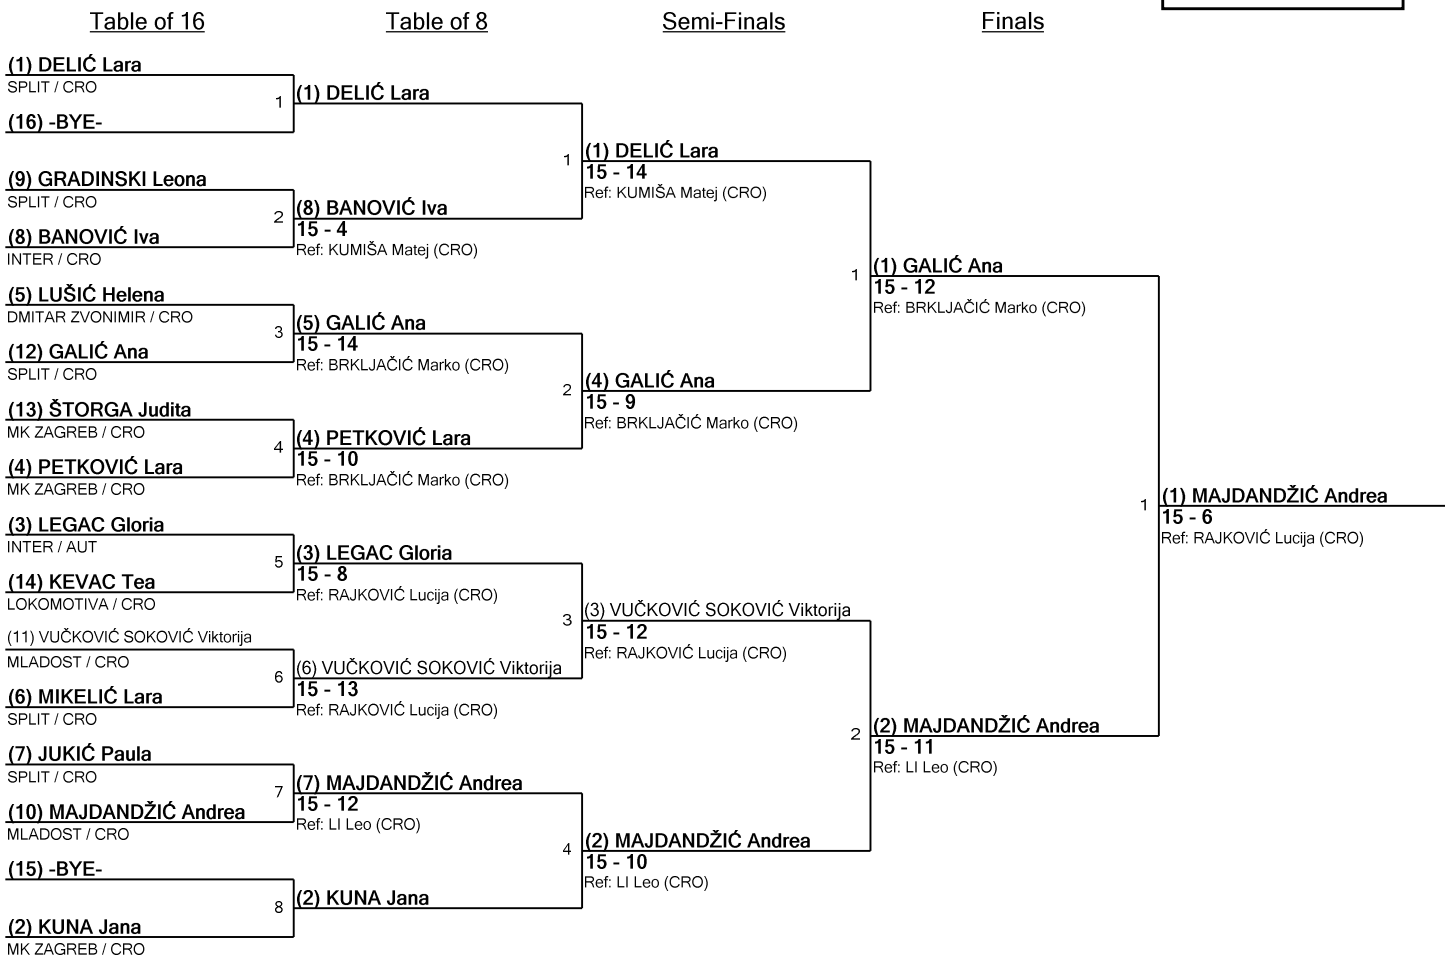 Table of 16
Table of 8
Semi-Finals
Finals
(1) DELIĆ Lara
SPLIT / CRO
1
(16) -BYE-
(9) GRADINSKI Leona
SPLIT / CRO
2
(8) BANOVIĆ Iva
INTER / CRO
(5) LUŠIĆ Helena
DMITAR ZVONIMIR / CRO
3
(12) GALIĆ Ana
SPLIT / CRO
(13) ŠTORGA Judita
MK ZAGREB / CRO
4
(4) PETKOVIĆ Lara
MK ZAGREB / CRO
(3) LEGAC Gloria
INTER / AUT
5
(14) KEVAC Tea
LOKOMOTIVA / CRO
(11) VUČKOVIĆ SOKOVIĆ Viktorija
MLADOST / CRO
6
(6) MIKELIĆ Lara
SPLIT / CRO
(7) JUKIĆ Paula
SPLIT / CRO
7
(10) MAJDANDŽIĆ Andrea
MLADOST / CRO
(15) -BYE-
8
(2) KUNA Jana
MK ZAGREB / CRO
(1) DELIĆ Lara
1
(8) BANOVIĆ Iva
15 - 4
Ref: KUMIŠA Matej (CRO)
(5) GALIĆ Ana
15 - 14
Ref: BRKLJAČIĆ Marko (CRO)
2
(4) PETKOVIĆ Lara
15 - 10
Ref: BRKLJAČIĆ Marko (CRO)
(3) LEGAC Gloria
15 - 8
Ref: RAJKOVIĆ Lucija (CRO)
3
(6) VUČKOVIĆ SOKOVIĆ Viktorija
15 - 13
Ref: RAJKOVIĆ Lucija (CRO)
(7) MAJDANDŽIĆ Andrea
15 - 12
Ref: LI Leo (CRO)
4
(2) KUNA Jana
(1) DELIĆ Lara
15 - 14
Ref: KUMIŠA Matej (CRO)
1
(4) GALIĆ Ana
15 - 9
Ref: BRKLJAČIĆ Marko (CRO)
(3) VUČKOVIĆ SOKOVIĆ Viktorija
15 - 12
Ref: RAJKOVIĆ Lucija (CRO)
2
(2) MAJDANDŽIĆ Andrea
15 - 10
Ref: LI Leo (CRO)
(1) GALIĆ Ana
15 - 12
Ref: BRKLJAČIĆ Marko (CRO)
1
(2) MAJDANDŽIĆ Andrea
15 - 11
Ref: LI Leo (CRO)
(1) MAJDANDŽIĆ Andrea
15 - 6
Ref: RAJKOVIĆ Lucija (CRO)